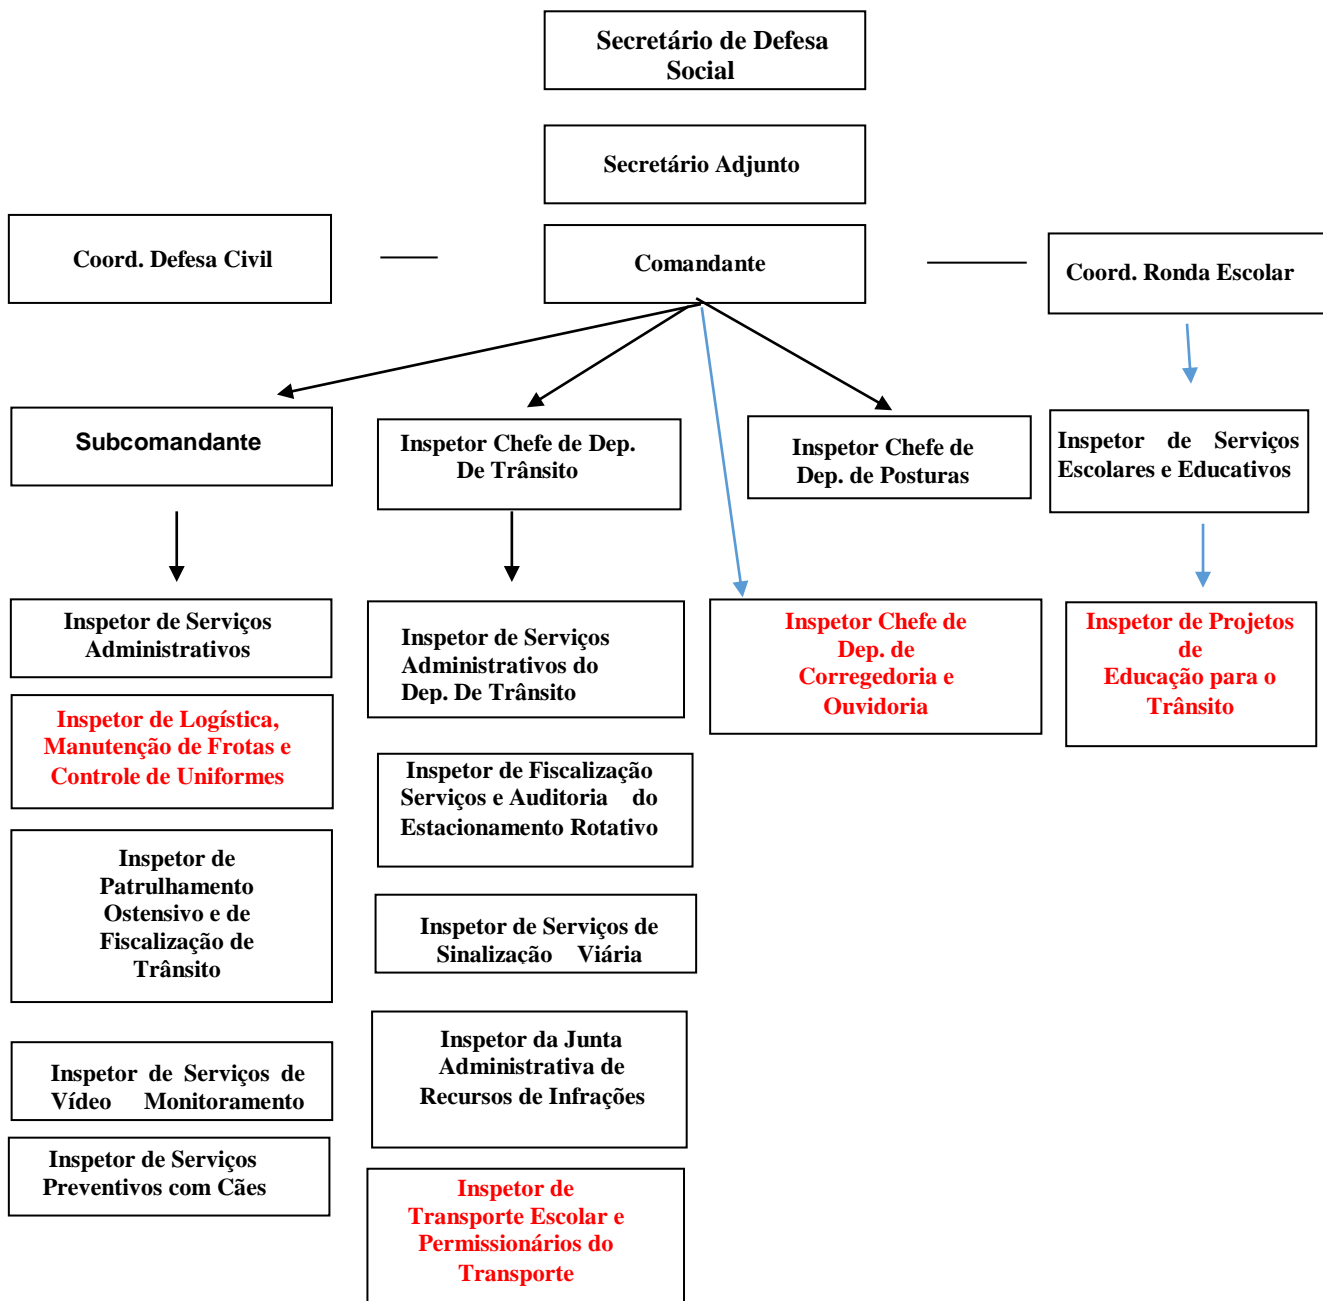 Secretário de Defesa
Social
Secretário Adjunto
Coord. Defesa Civil
Comandante
Coord. Ronda Escolar
Subcomandante
Inspetor Chefe de Dep.
De Trânsito
Inspetor Chefe de
Dep. de Posturas
Inspetor de Serviços
Escolares e Educativos
Inspetor de Serviços
Administrativos
Inspetor de Serviços
Administrativos do
Dep. De Trânsito
Inspetor Chefe de
Dep. de
Corregedoria e
Ouvidoria
Inspetor de Projetos
de
Educação para o
Trânsito
Inspetor de Logística,
Manutenção de Frotas e
Controle de Uniformes
Inspetor de Fiscalização
Serviços e Auditoria do
Estacionamento Rotativo
Inspetor de
Patrulhamento
Ostensivo e de
Fiscalização de
Trânsito
Inspetor de Serviços de
Sinalização Viária
Inspetor de Serviços de
Vídeo Monitoramento
Inspetor da Junta
Administrativa de
Recursos de Infrações
Inspetor de Serviços
Preventivos com Cães
Inspetor de
Transporte Escolar e
Permissionários do
Transporte